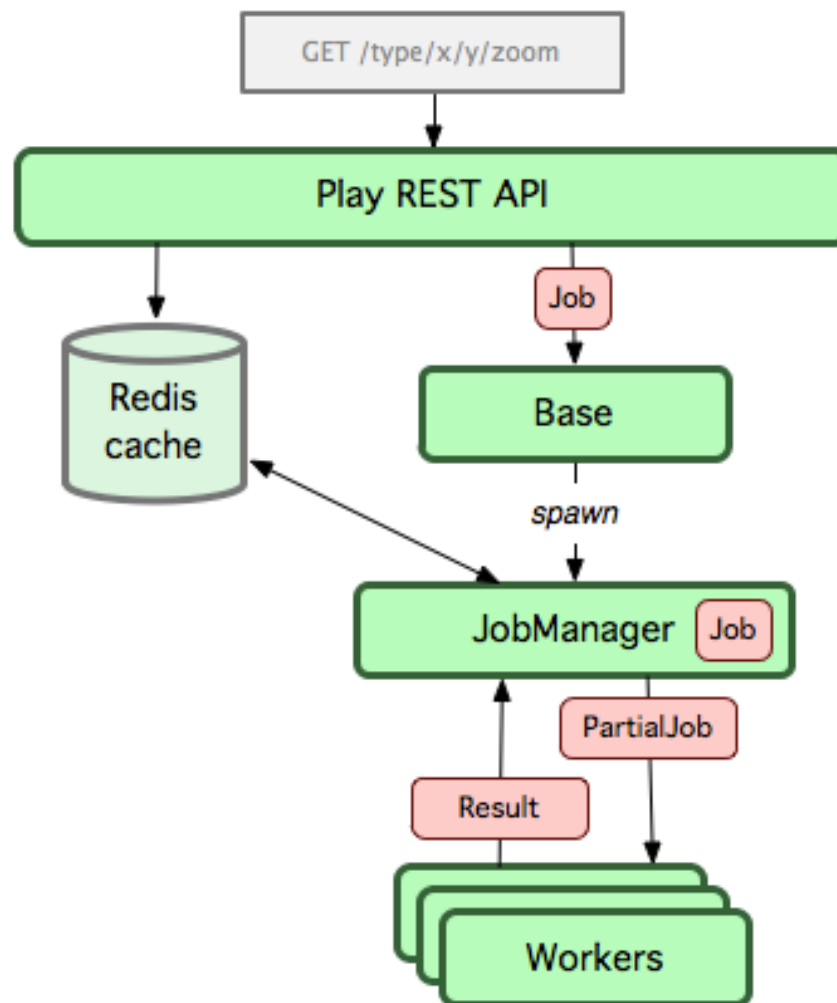 GET /type/x/y/zoom
Play REST API
Job
Redis
cache
Base
spawn
JobManager
Job
PartialJob
Result
Workers